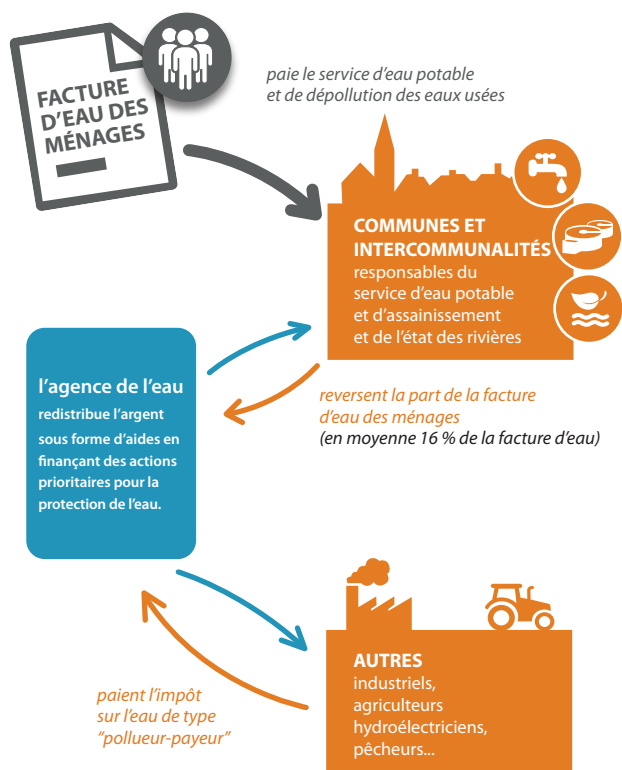 FACTURE
D’EAU DES
MÉNAGES
paie le service d’eau potable
et de dépollution des eaux usées
COMMUNES ET
INTERCOMMUNALITÉS
responsables du
service d’eau potable
et d’assainissement
et de l’état des rivières
l’agence de l’eau
redistribue l’argent
sous forme d’aides en
finançant des actions
prioritaires pour la
protection de l’eau.
reversent la part de la facture
d’eau des ménages
(en moyenne 16 % de la facture d’eau)
paient l’impôt
sur l’eau de type
“pollueur-payeur”
AUTRES
industriels,
agriculteurs
hydroélectriciens,
pêcheurs...